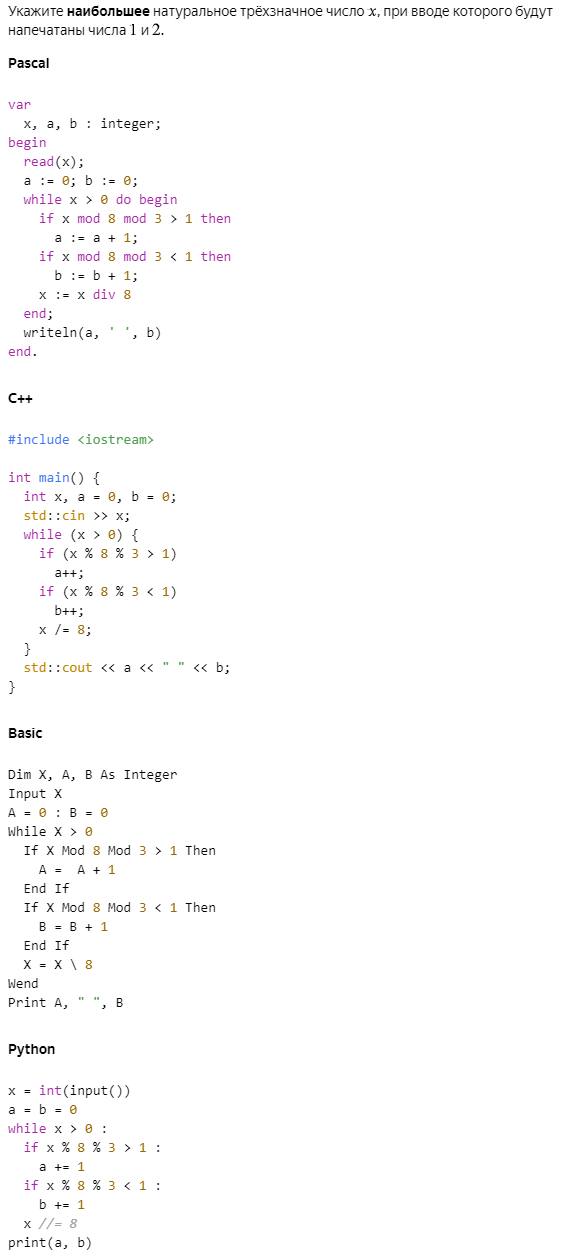 Укажите наибольшее натуральное трёхзначное число x, при вводе которого будут
напечатаны числа 1 и 2.
Pascal
var
  x, a, b : integer;
begin
  read(x);
  a := 0; b := 0;
  while x > 0 do begin
    if x mod 8 mod 3 > 1 then
      a := a + 1;
    if x mod 8 mod 3 < 1 then
      b := b + 1;
    x := x div 8
  end;
  writeln(a, ' ', b)
end.
C++
#include <iostream>
int main() {
  int x, a = 0, b = 0;
  std::cin >> x;
  while (x > 0) {
    if (x % 8 % 3 > 1)
      a++;
    if (x % 8 % 3 < 1)
      b++;
    x /= 8;
  }
  std::cout << a << " " << b;
}
Basic
Dim X, A, B As Integer
Input X
A = 0 : B = 0
While X > 0
  If X Mod 8 Mod 3 > 1 Then
    A =  A + 1
  End If
  If X Mod 8 Mod 3 < 1 Then
    B = B + 1
  End If
  X = X \ 8
Wend
Print A, " ", B
Python
x = int(input())
a = b = 0
while x > 0 :
  if x % 8 % 3 > 1 :
    a += 1
  if x % 8 % 3 < 1 :
    b += 1
  x //= 8
print(a, b)